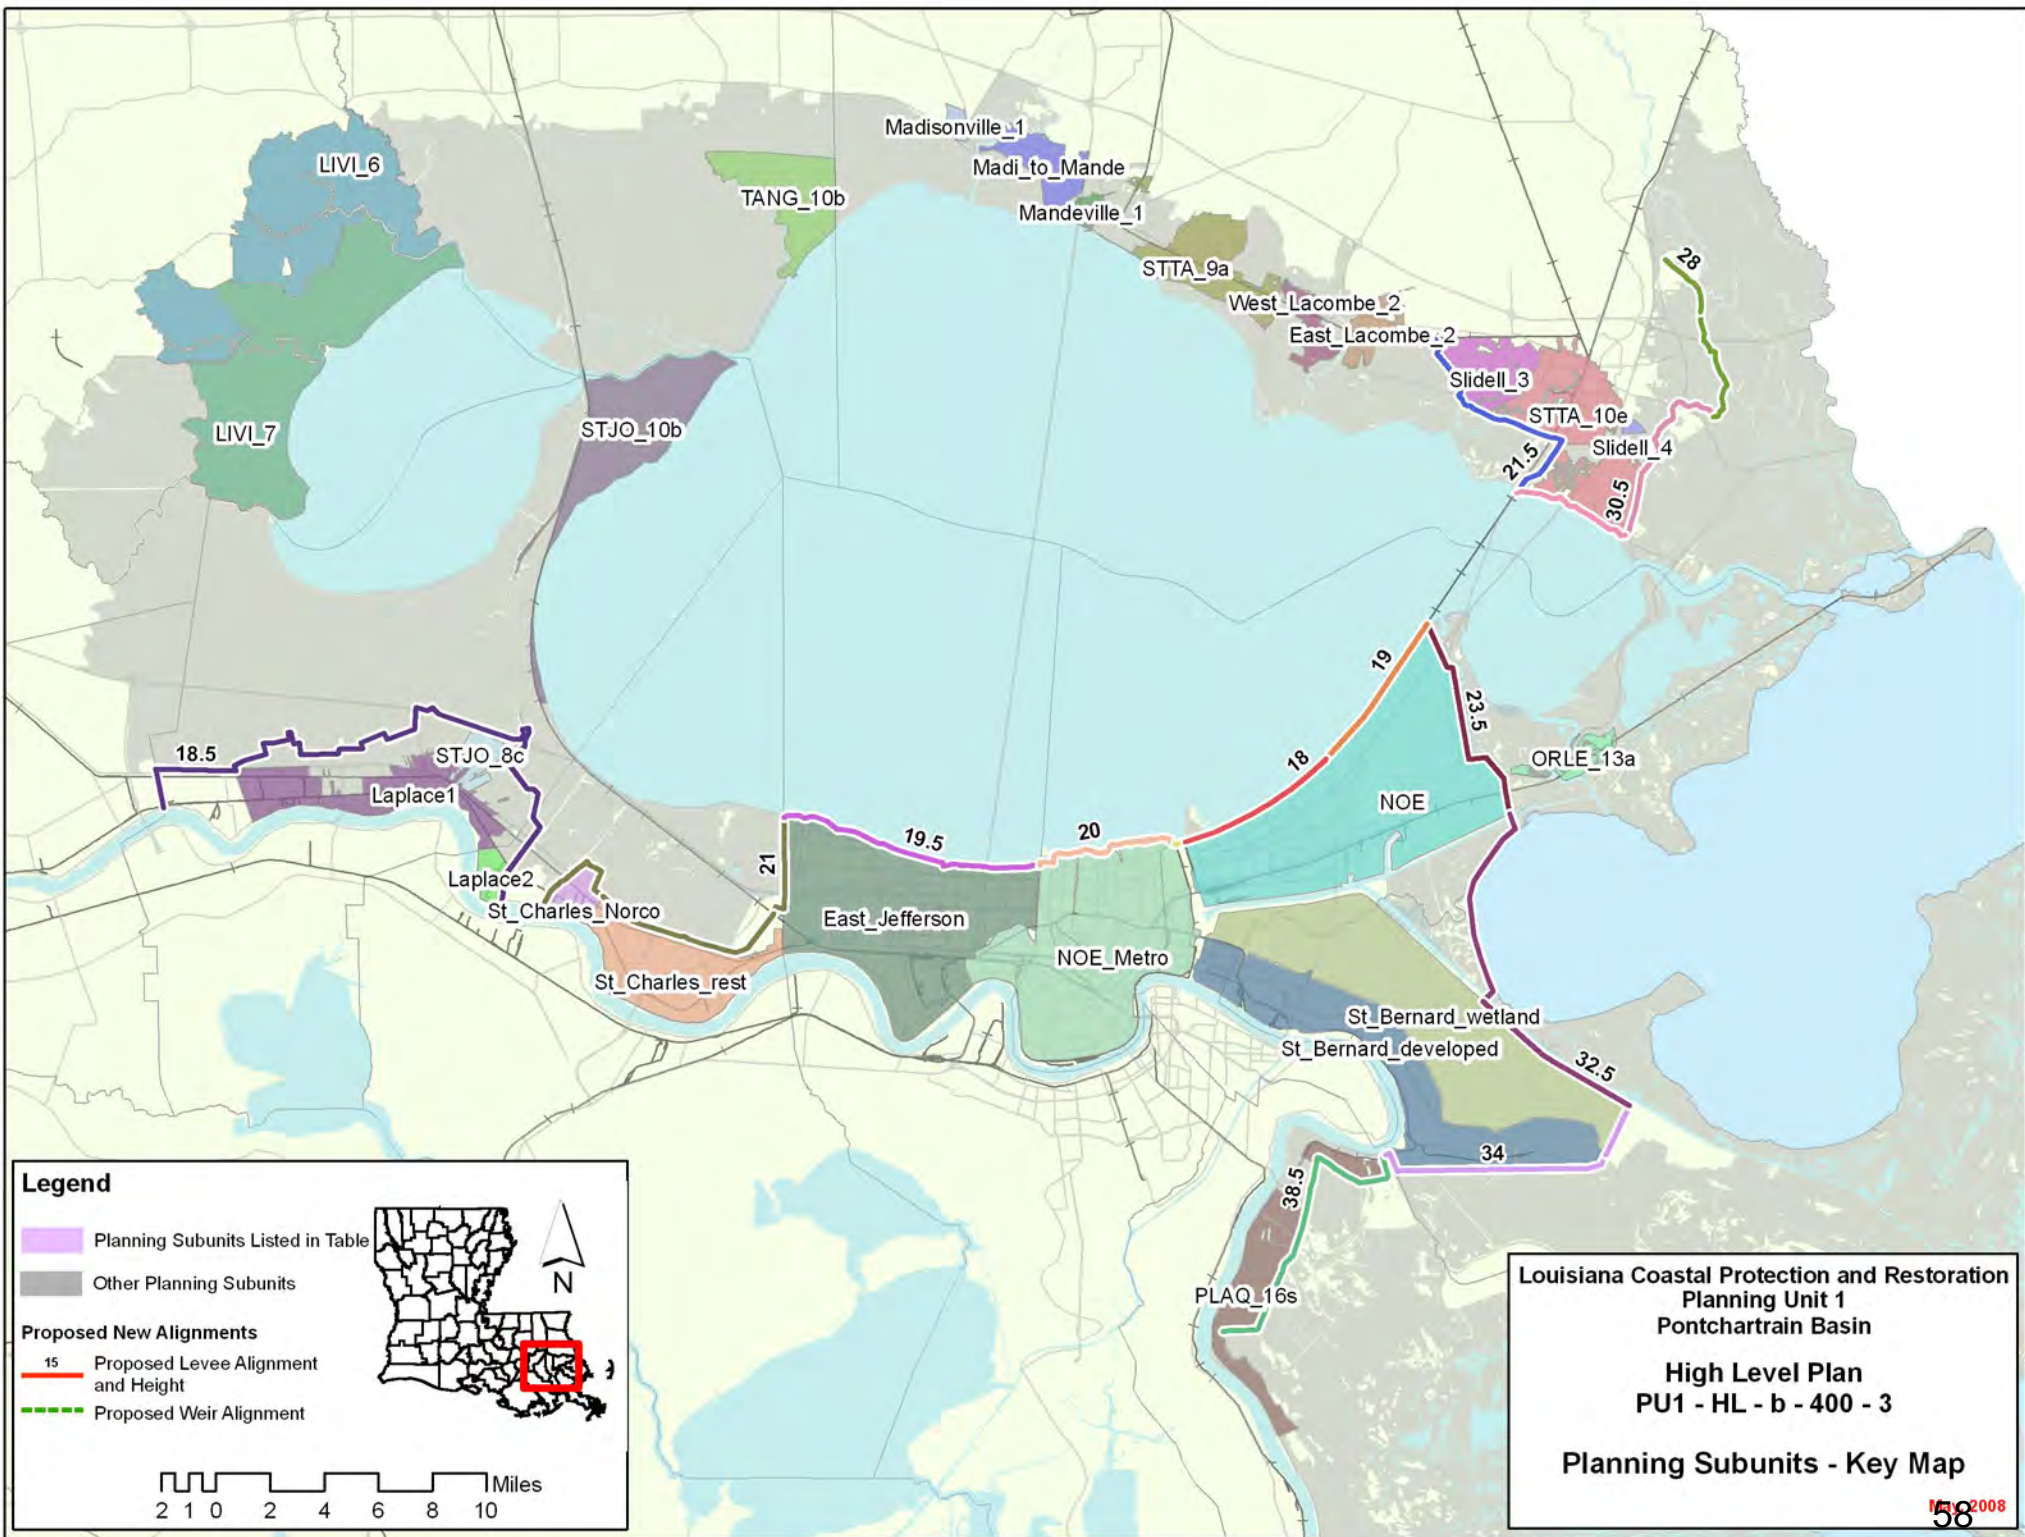 Madisonville_1
LIVI_6
Madi_to_Mande
TANG_10b
Mandeville_1
STTA_9a
28
West_Lacombe_2
East_Lacombe_2
Slidell_3
STTA_10e
LIVI_7
STJO_10b
Slidell_4
21.5
30.5
19
23.5
18.5
STJO_8c
18
ORLE_13a
Laplace1
NOE
20
19.5
21
Laplace2
St_Charles_Norco
East_Jefferson
NOE_Metro
St_Charles_rest
St_Bernard_wetland
St_Bernard_developed
32.5
34
38.5
PLAQ_16s
Legend
Planning Subunits Listed in Table
Other Planning Subunits
Proposed New Alignments
15 Proposed Levee Alignment
and Height
Proposed Weir Alignment
N
Miles
2 1 0 2 4 6 8 10
Louisiana Coastal Protection and Restoration
Planning Unit 1
Pontchartrain Basin
High Level Plan
PU1 - HL - b - 400 - 3
Planning Subunits - Key Map
May 2008
58